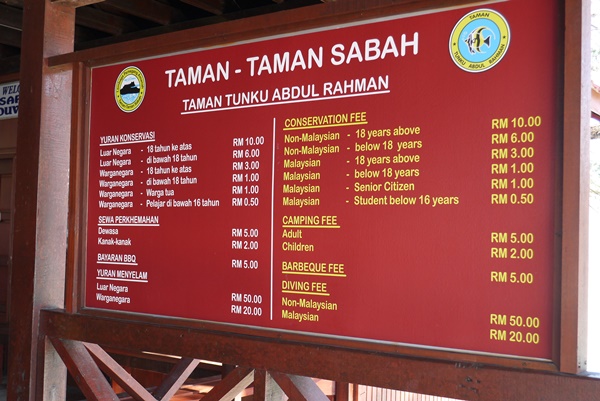 TAMAN - TAMAN SABAH
TAMAN TUNKU ABDUL RAHMAN
TAMAN
TUNKU ABDUL RAHMAN
YURAN KONSERVASI
Luar Negara - 18 tahun ke atas RM 10.00
Luar Negara - di bawah 18 tahun RM 6.00
Warganegara - 18 tahun ke atas RM 3.00
Warganegara - di bawah 18 tahun RM 1.00
Warganegara - Warga tua RM 1.00
Warganegara - Pelajar di bawah 16 tahun RM 0.50
SEWA PERKHEMAHAN
Dewasa RM 5.00
Kanak-kanak RM 2.00
BAYARAN BBQ RM 5.00
YURAN MENYELAM
Luar Negara RM 50.00
Warganegara RM 20.00
CONSERVATION FEE
Non-Malaysian - 18 years above RM 10.00
Non-Malaysian - below 18 years RM 6.00
Malaysian - 18 years above RM 3.00
Malaysian - below 18 years RM 1.00
Malaysian - Senior Citizen RM 1.00
Malaysian - Student below 16 years RM 0.50
CAMPING FEE
Adult RM 5.00
Children RM 2.00
BARBEQUE FEE RM 5.00
DIVING FEE
Non-Malaysian RM 50.00
Malaysian RM 20.00